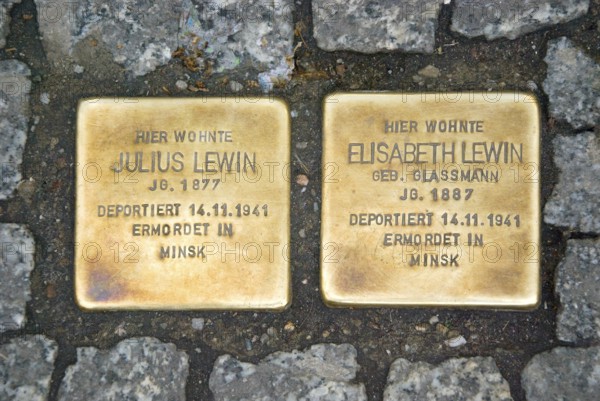 HIER WOHNTE
JULIUS LEWIN
JG. 1877
DEPORTIERT 14.11.1941
ERMORDET IN
MINSK
HIER WOHNTE
ELISABETH LEWIN
GEB. GLASSMANN
JG. 1887
DEPORTIERT 14.11.1941
ERMORDET IN
MINSK